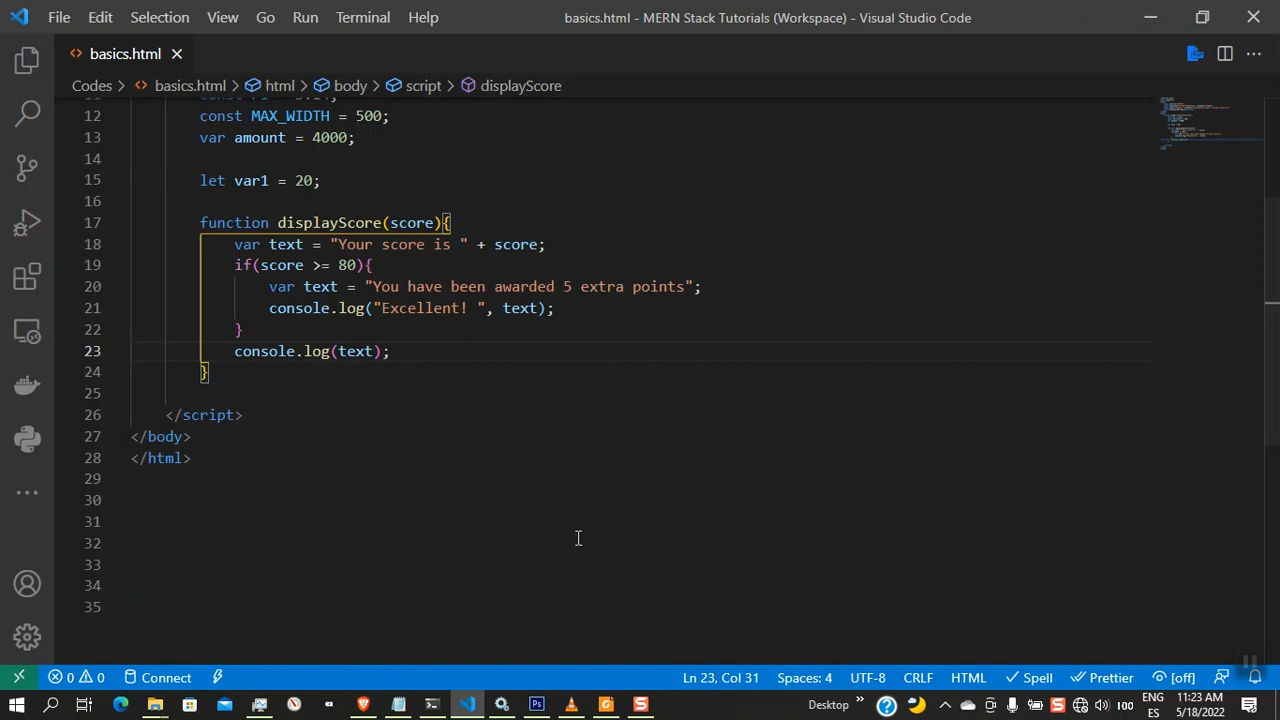 File Edit Selection View Go Run Terminal Help basics.html - MERN Stack Tutorials (Workspace) - Visual Studio Code
basics.html
Codes > basics.html > html > body > script > displayScore
12 const MAX_WIDTH = 500;
13 var amount = 4000;
14
15 let var1 = 20;
16
17 function displayScore(score){
18 var text = "Your score is " + score;
19 if(score >= 80){
20 var text = "You have been awarded 5 extra points";
21 console.log("Excellent! ", text);
22 }
23 console.log(text);
24 }
25
26 </script>
27 </body>
28 </html>
29
30
31
32
33
34
35
0 0 Connect Ln 23, Col 31 Spaces: 4 UTF-8 CRLF HTML Spell Prettier [off]
Desktop » 100 ENG 11:23 AM
ES 5/18/2022